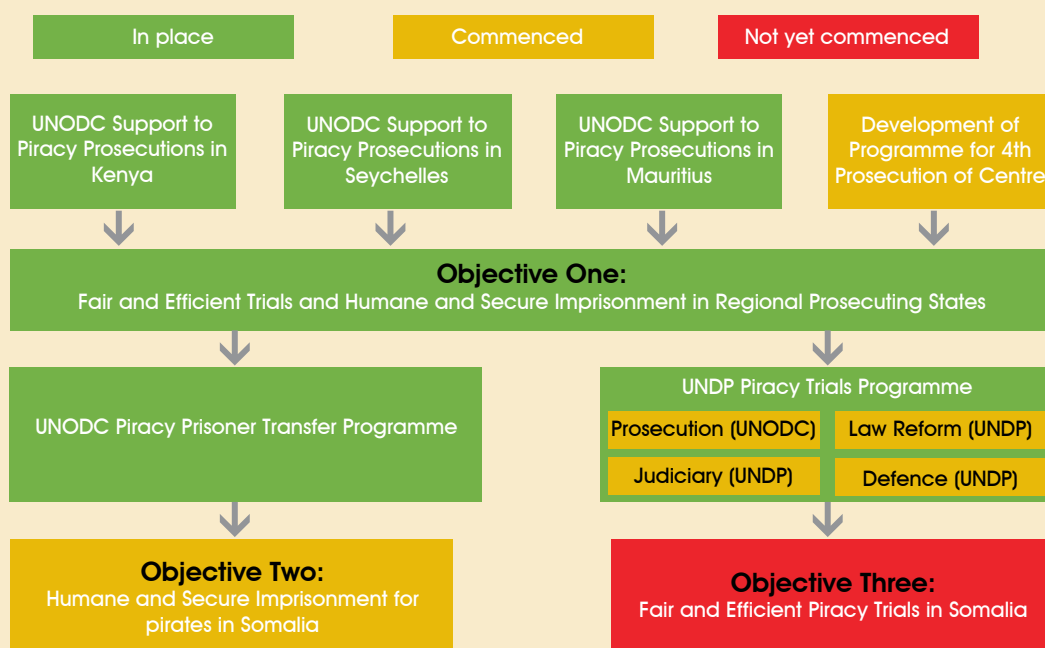 In place
Commenced
Not yet commenced
UNODC Support to
Piracy Prosecutions in
Kenya
UNODC Support to
Piracy Prosecutions in
Seychelles
UNODC Support to
Piracy Prosecutions in
Mauritius
Development of
Programme for 4th
Prosecution of Centre
Objective One:
Fair and Efficient Trials and Humane and Secure Imprisonment in Regional Prosecuting States
UNODC Piracy Prisoner Transfer Programme
UNDP Piracy Trials Programme
Prosecution (UNODC)
Law Reform (UNDP)
Judiciary (UNDP)
Defence (UNDP)
Objective Two:
Humane and Secure Imprisonment for
pirates in Somalia
Objective Three:
Fair and Efficient Piracy Trials in Somalia